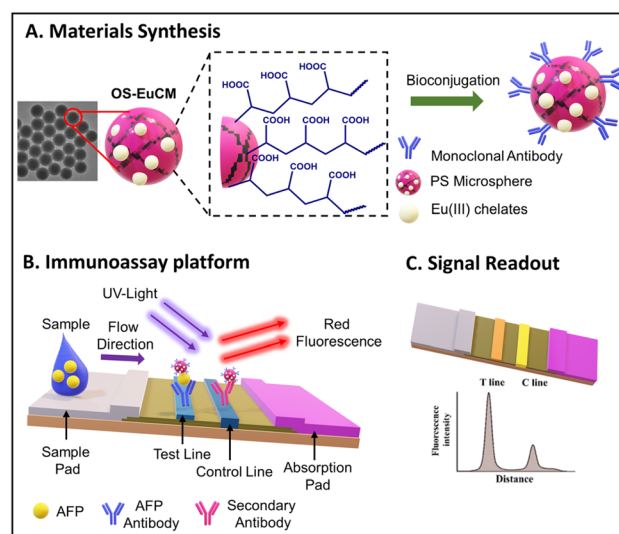 A. Materials Synthesis
OS-EuCM
HOOC
HOOC
HOOC
COOH
COOH
COOH
COOH
COOH
COOH
Bioconjugation
Monoclonal Antibody
PS Microsphere
Eu(III) chelates
B. Immunoassay platform
UV-Light
Sample
Flow
Direction
Red
Fluorescence
Sample
Pad
Test Line
Control Line
Absorption
Pad
AFP
AFP
Antibody
Secondary
Antibody
C. Signal Readout
T line
C line
Fluorescence
intensity
Distance